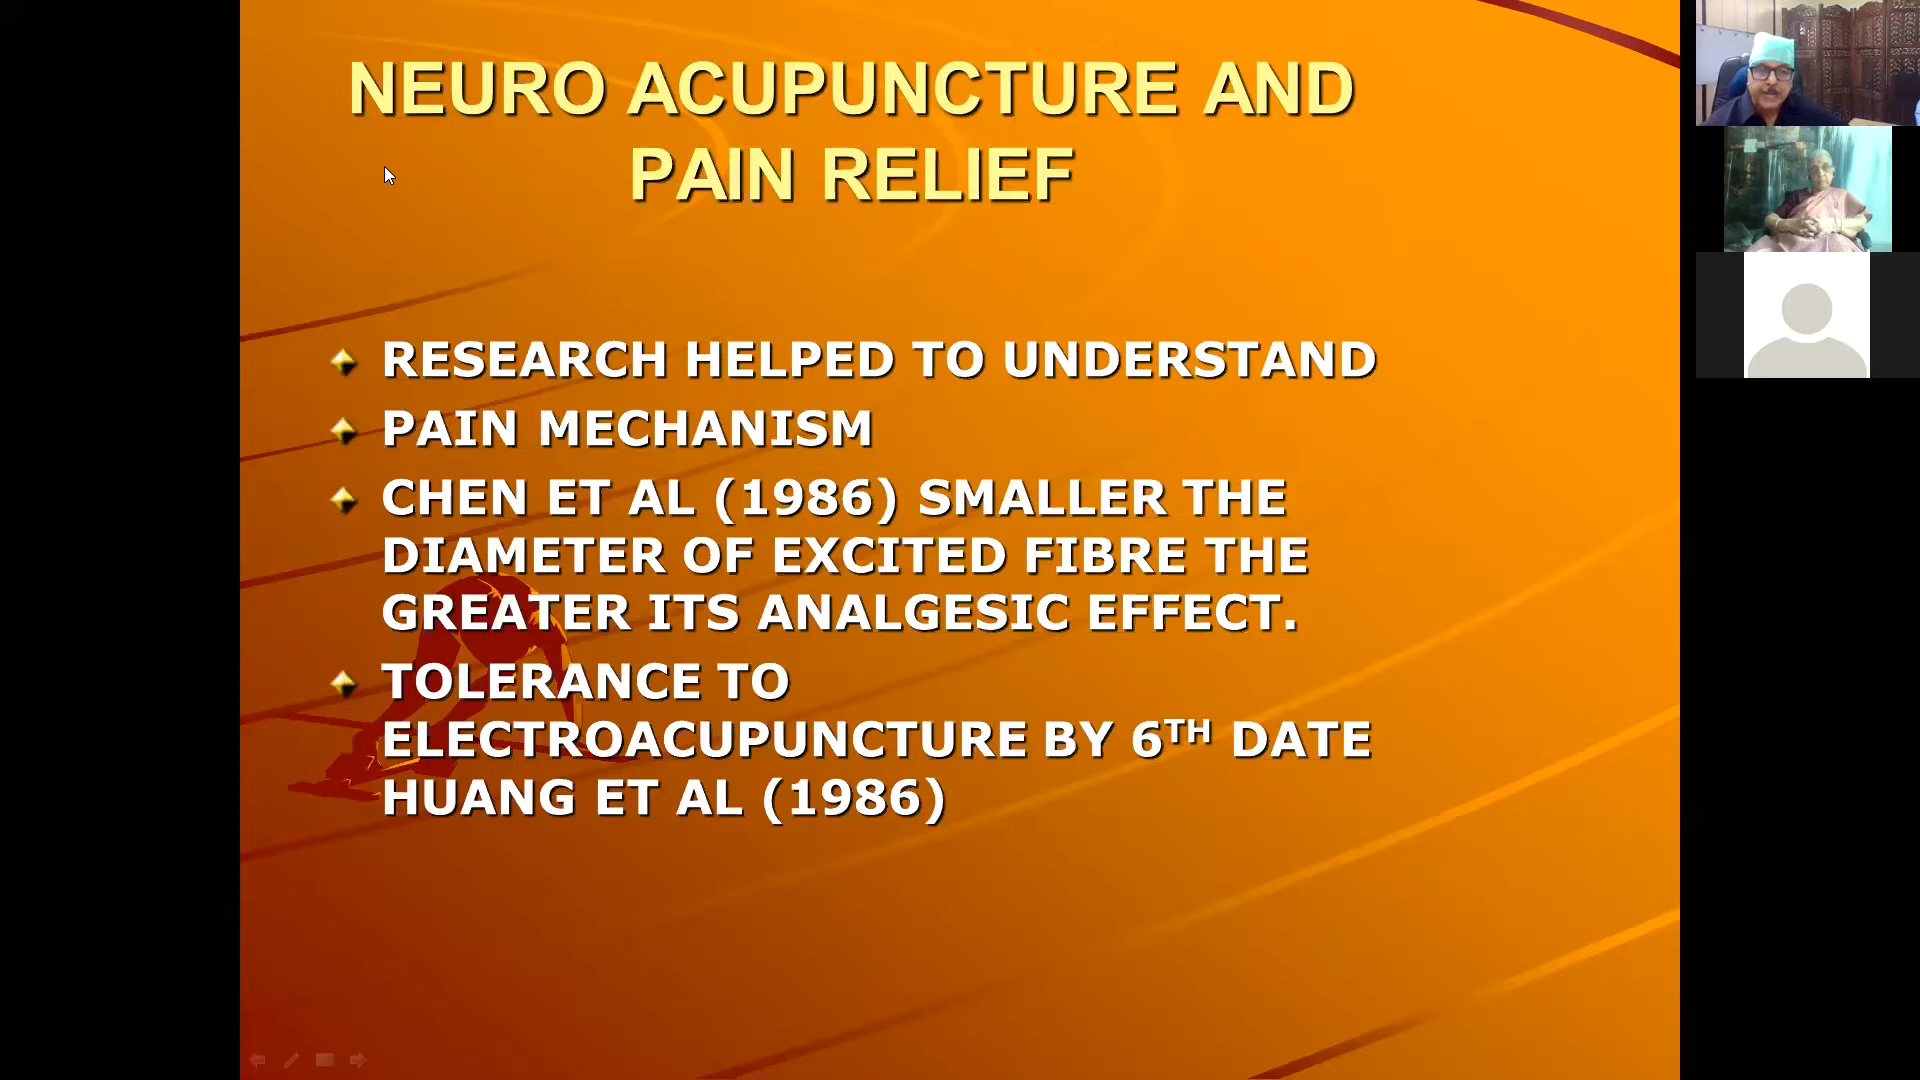 NEURO ACUPUNCTURE AND
PAIN RELIEF
RESEARCH HELPED TO UNDERSTAND
PAIN MECHANISM
CHEN ET AL (1986) SMALLER THE
DIAMETER OF EXCITED FIBRE THE
GREATER ITS ANALGESIC EFFECT.
TOLERANCE TO
ELECTROACUPUNCTURE BY 6TH DATE
HUANG ET AL (1986)